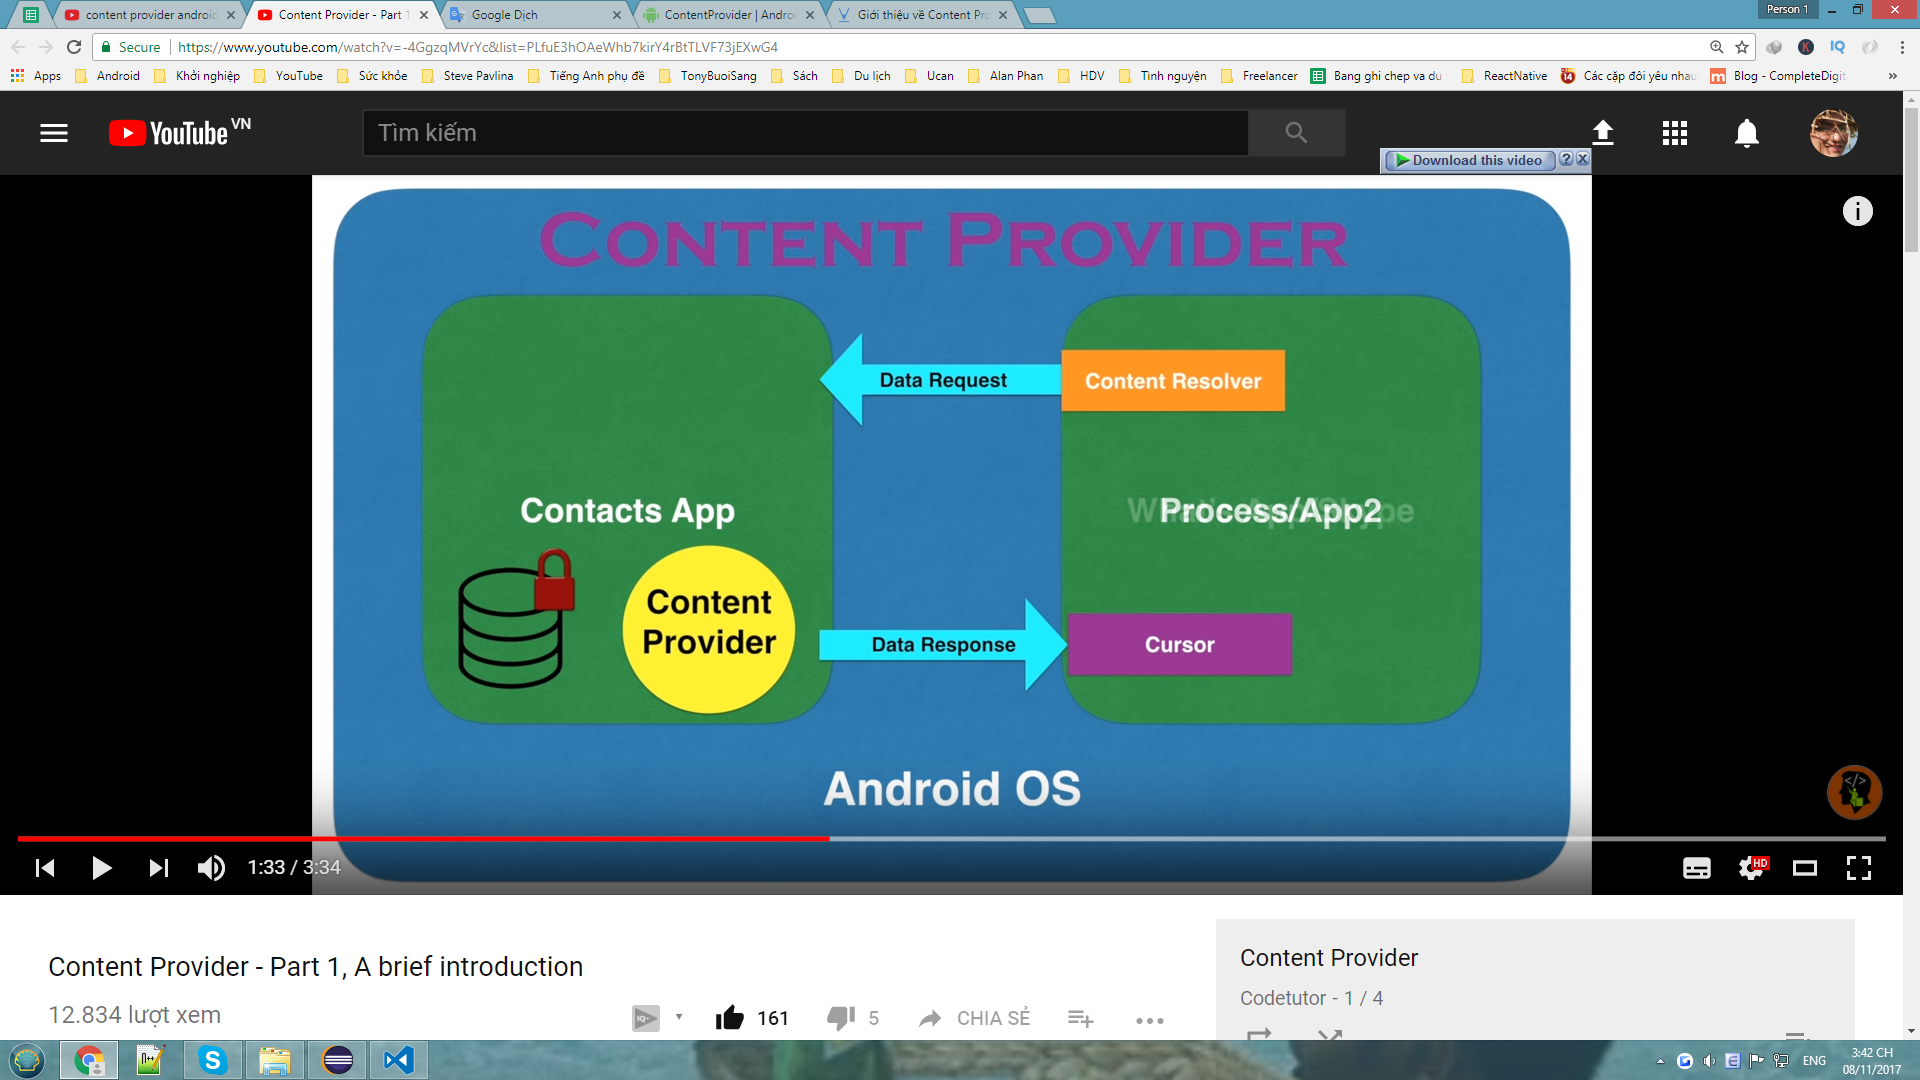 content provider androi
Content Provider - Part 1
Google Dịch
ContentProvider | Androi
Giới thiệu về Content Pro
Person 1
Secure
https://www.youtube.com/watch?v=-4GgzqMVrYc&list=PLfuE3hOAeWhb7kirY4rBtTLVF73jEXwG4
Apps
Android
Khởi nghiệp
YouTube
Sức khỏe
Steve Pavlina
Tiếng Anh phụ đề
TonyBuoiSang
Sách
Du lịch
Ucan
Alan Phan
HDV
Tình nguyện
Freelancer
Bang ghi chep va du
ReactNative
Các cặp đôi yêu nhau
Blog - CompleteDigit
YouTube VN
Tìm kiếm
Download this video
Content Provider
Data Request
Content Resolver
Contacts App
Process/App2
Content
Provider
Data Response
Cursor
Android OS
1:33 / 3:34
HD
Content Provider - Part 1, A brief introduction
12.834 lượt xem
161
5
CHIA SẺ
Content Provider
Codetutor - 1 / 4
ENG
3:42 CH
08/11/2017